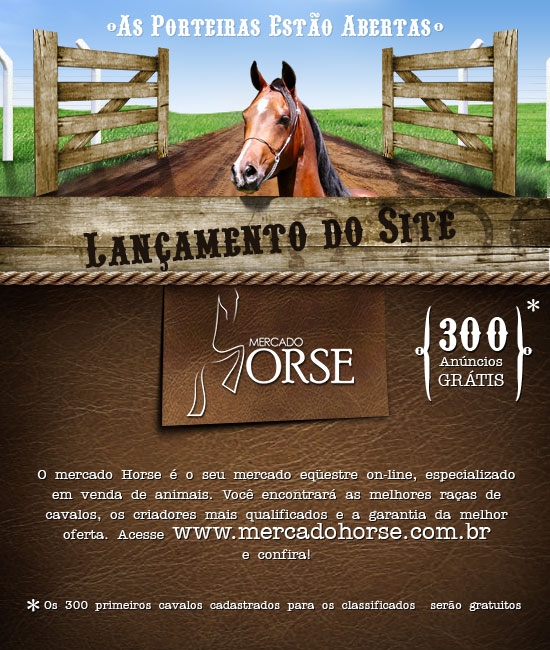 As Porteiras Estão Abertas
Lançamento do Site
MERCADO
HORSE
300
Anúncios
GRÁTIS
*
O mercado Horse é o seu mercado eqüestre on-line, especializado
em venda de animais. Você encontrará as melhores raças de
cavalos, os criadores mais qualificados e a garantia da melhor
oferta. Acesse www.mercadohorse.com.br
e confira!
* Os 300 primeiros cavalos cadastrados para os classificados serão gratuitos